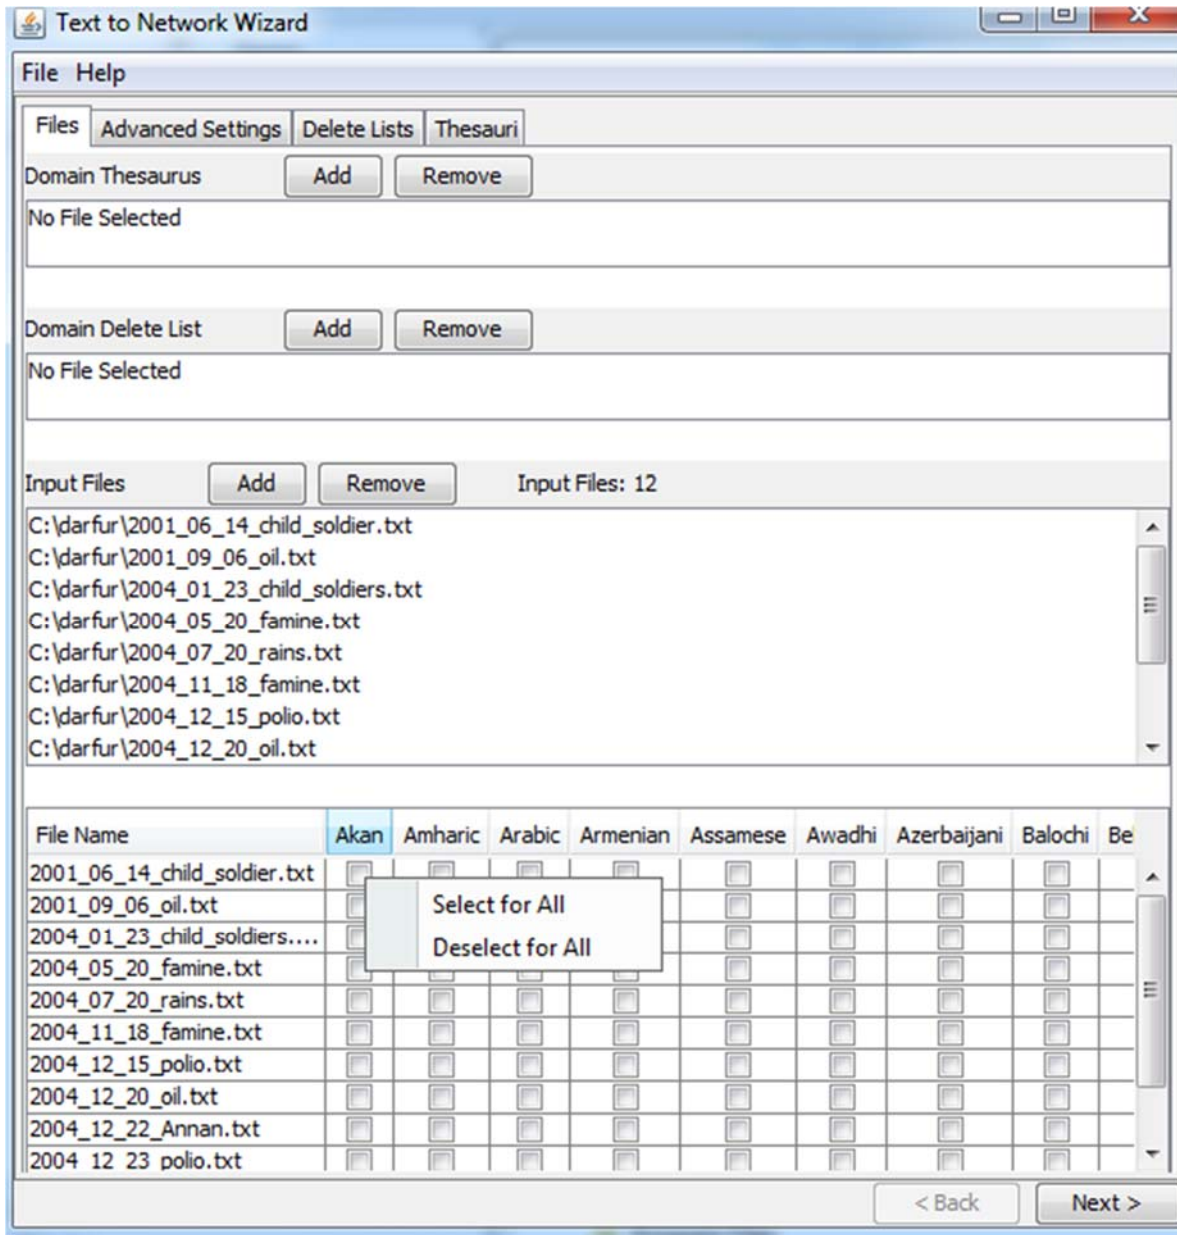 Text to Network Wizard
File Help
Files Advanced Settings Delete Lists Thesauri
Domain Thesaurus Add Remove
No File Selected
Domain Delete List Add Remove
No File Selected
Input Files Add Remove Input Files: 12
C:\darfur\2001_06_14_child_soldier.txt
C:\darfur\2001_09_06_oil.txt
C:\darfur\2004_01_23_child_soldiers.txt
C:\darfur\2004_05_20_famine.txt
C:\darfur\2004_07_20_rains.txt
C:\darfur\2004_11_18_famine.txt
C:\darfur\2004_12_15_polio.txt
C:\darfur\2004_12_20_oil.txt
File Name Akan Amharic Arabic Armenian Assamese Awadhi Azerbaijani Balochi Bel
2001_06_14_child_soldier.txt
2001_09_06_oil.txt Select for All
2004_01_23_child_soldiers.... Deselect for All
2004_05_20_famine.txt
2004_07_20_rains.txt
2004_11_18_famine.txt
2004_12_15_polio.txt
2004_12_20_oil.txt
2004_12_22_Annan.txt
2004_12_23_polio.txt
< Back Next >